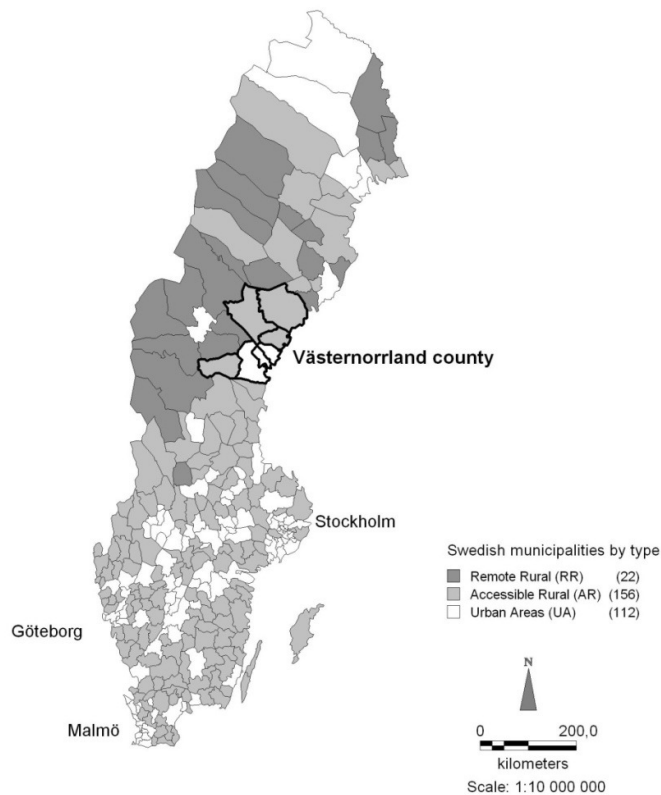 Västernorrland county
Stockholm
Swedish municipalities by type
Remote Rural (RR) (22)
Accessible Rural (AR) (156)
Urban Areas (UA) (112)
Göteborg
N
Malmö
0 200,0
kilometers
Scale: 1:10 000 000